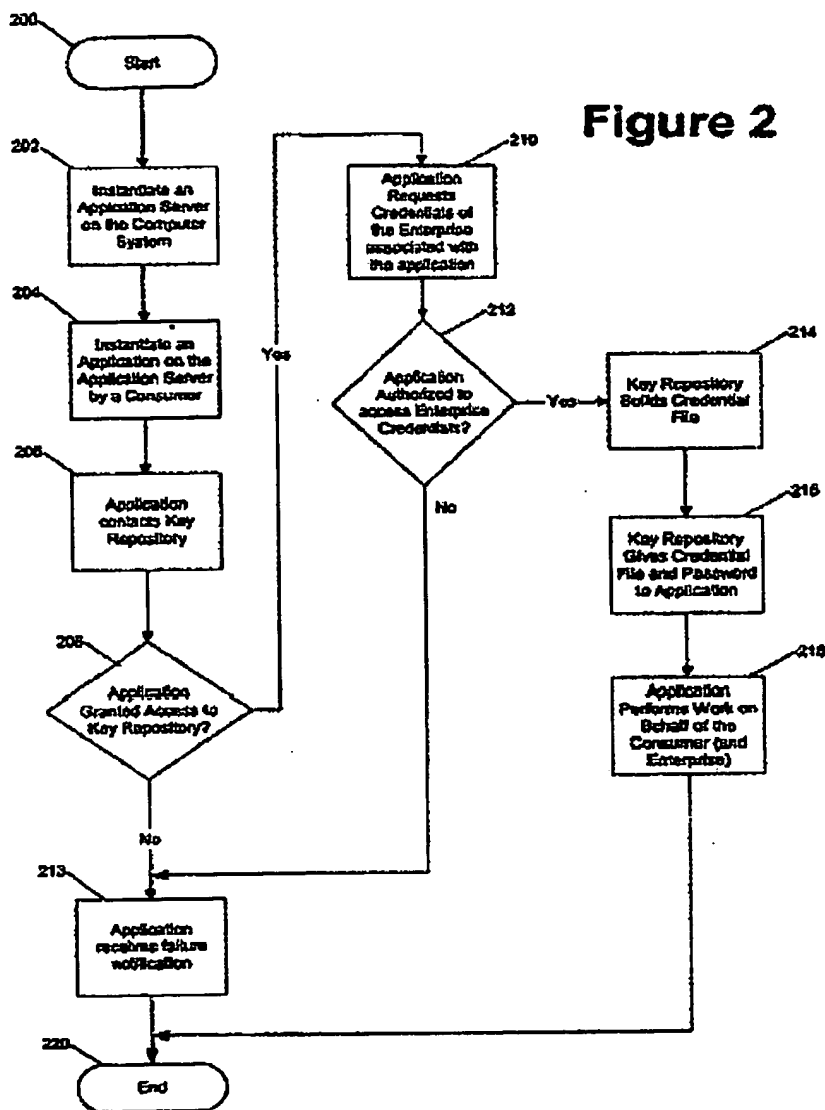 Figure 2
200
Start
202
Instantiate an
Application Server
on the Computer
System
204
Instantiate an
Application on the
Application Server
by a Consumer
206
Application
contacts Key
Repository
208
Application
Granted Access to
Key Repository?
Yes
No
210
Application
Requests
Credentials of
the Enterprise
associated with
the application
212
Application
Authorized to
access Enterprise
Credentials?
Yes
No
214
Key Repository
Builds Credential
File
216
Key Repository
Gives Credential
File and Password
to Application
218
Application
Performs Work on
Behalf of the
Consumer (and
Enterprise)
213
Application
receives failure
notification
220
End